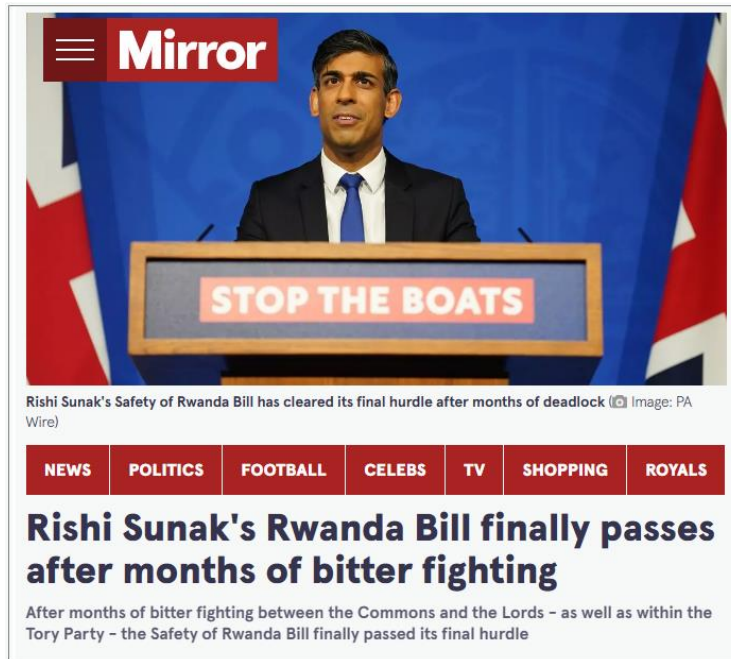 Mirror
STOP THE BOATS
Rishi Sunak's Safety of Rwanda Bill has cleared its final hurdle after months of deadlock ( Image: PA
Wire)
NEWS POLITICS FOOTBALL CELEBS TV SHOPPING ROYALS
Rishi Sunak's Rwanda Bill finally passes
after months of bitter fighting
After months of bitter fighting between the Commons and the Lords - as well as within the
Tory Party - the Safety of Rwanda Bill finally passed its final hurdle